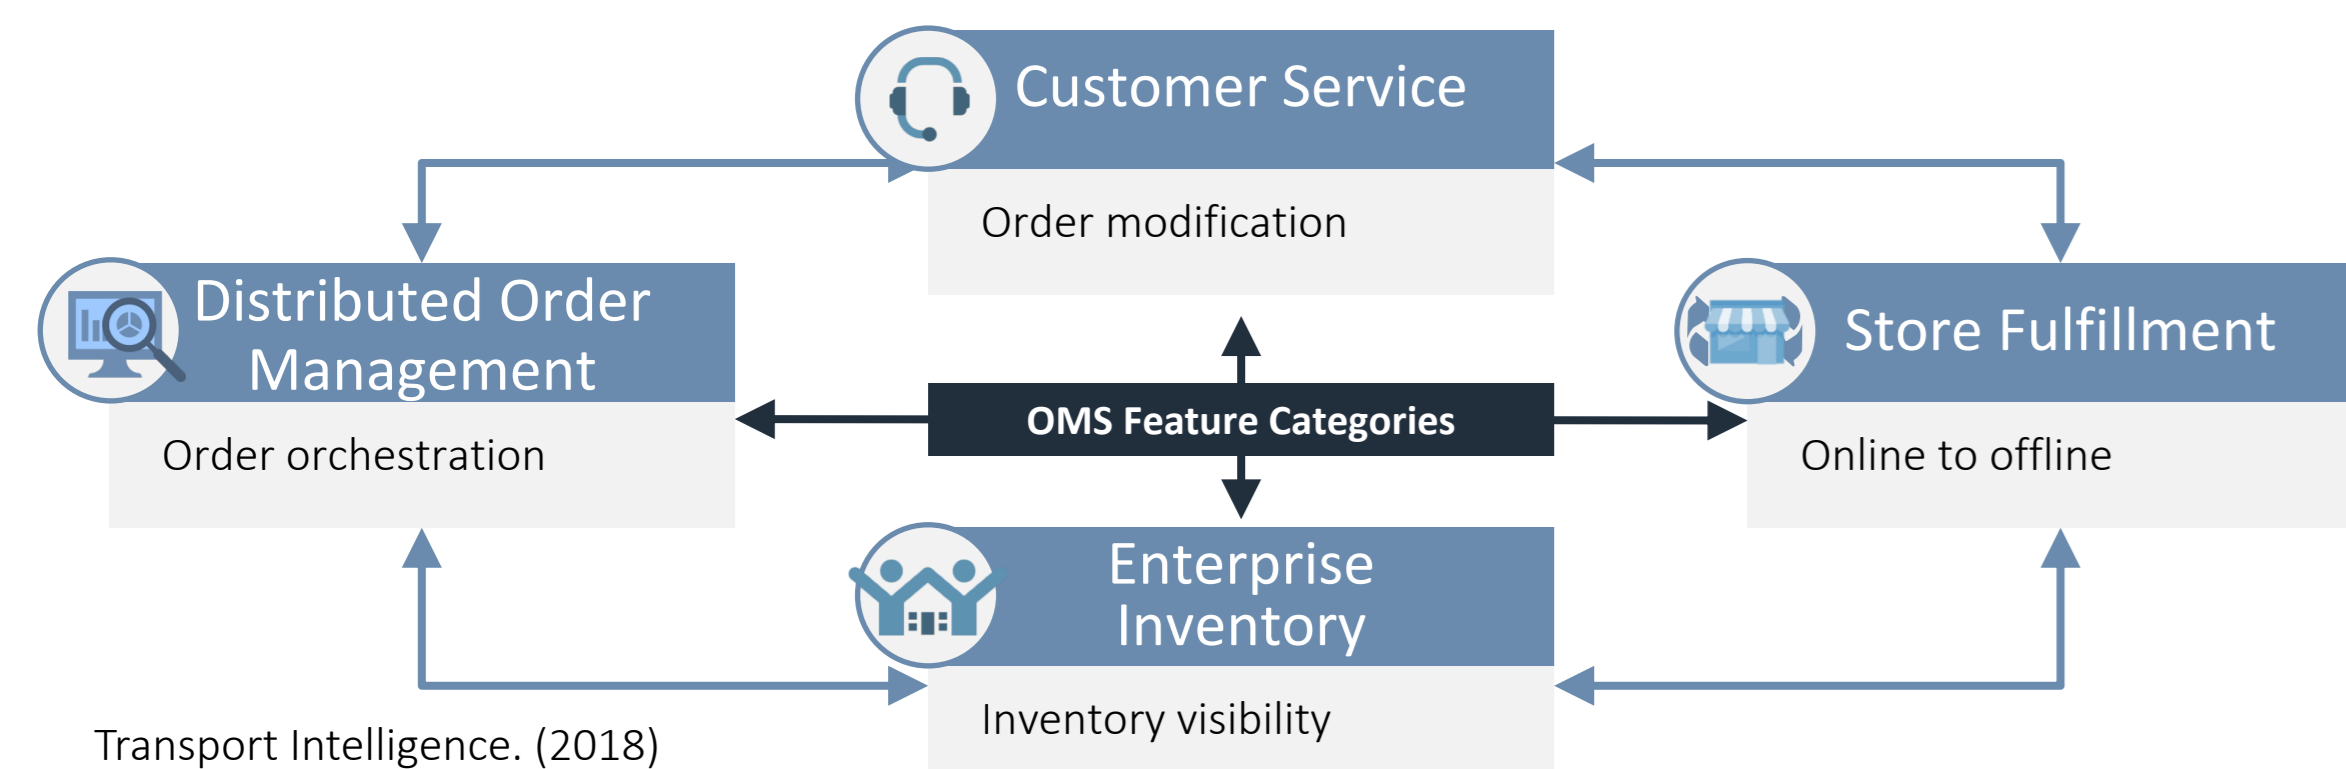 Customer Service
Order modification
Distributed Order
Management
Order orchestration
OMS Feature Categories
Store Fulfillment
Online to offline
Enterprise
Inventory
Inventory visibility
Transport Intelligence. (2018)